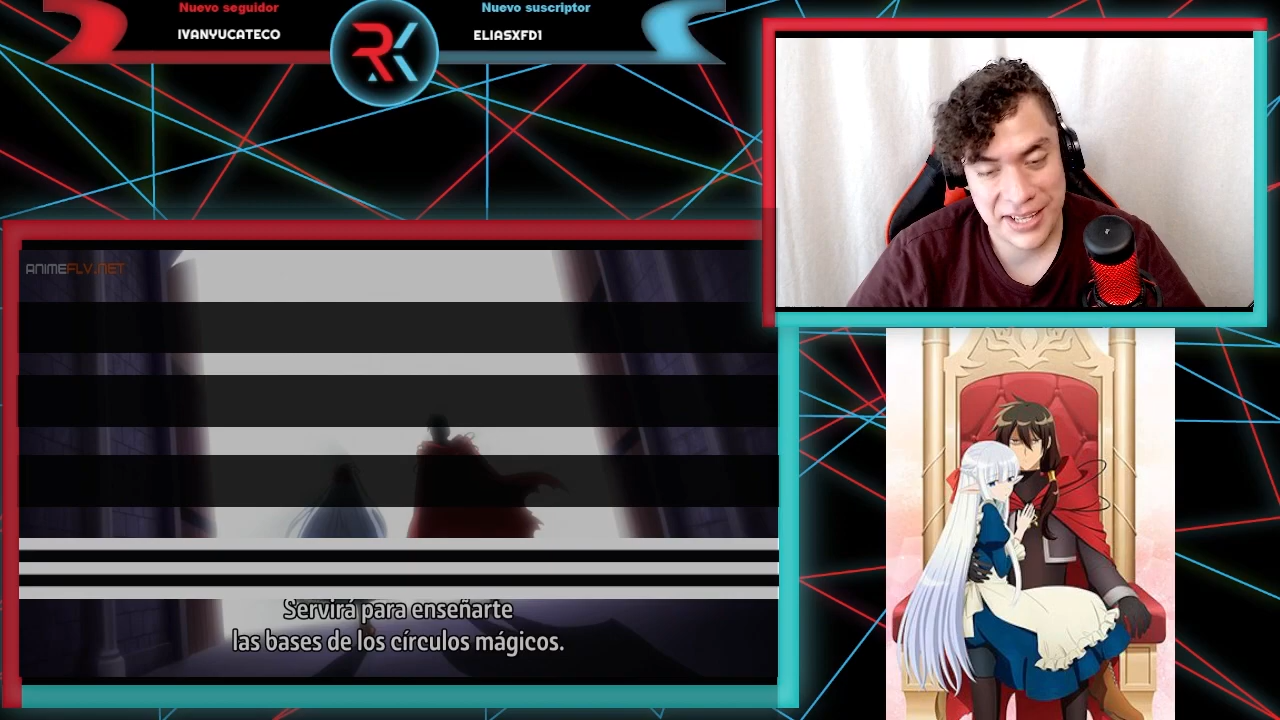 Nuevo seguidor
IVANYUCATECO
RK
Nuevo suscriptor
ELIASXFD1
ANIMEFLV.NET
Servirá para enseñarte
las bases de los círculos mágicos.